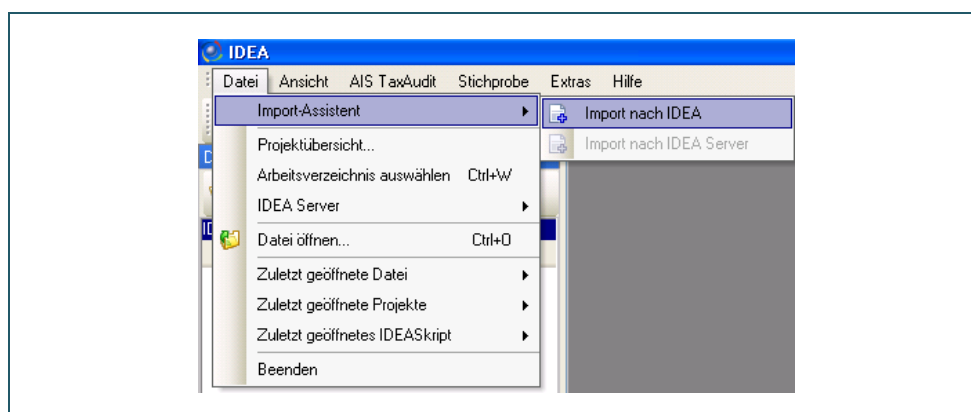 IDEA
Datei Ansicht AIS TaxAudit Stichprobe Extras Hilfe
Import-Assistent
Import nach IDEA
Import nach IDEA Server
Projektübersicht...
Arbeitsverzeichnis auswählen Ctrl+W
IDEA Server
Datei öffnen... Ctrl+O
Zuletzt geöffnete Datei
Zuletzt geöffnete Projekte
Zuletzt geöffnetes IDEASkript
Beenden